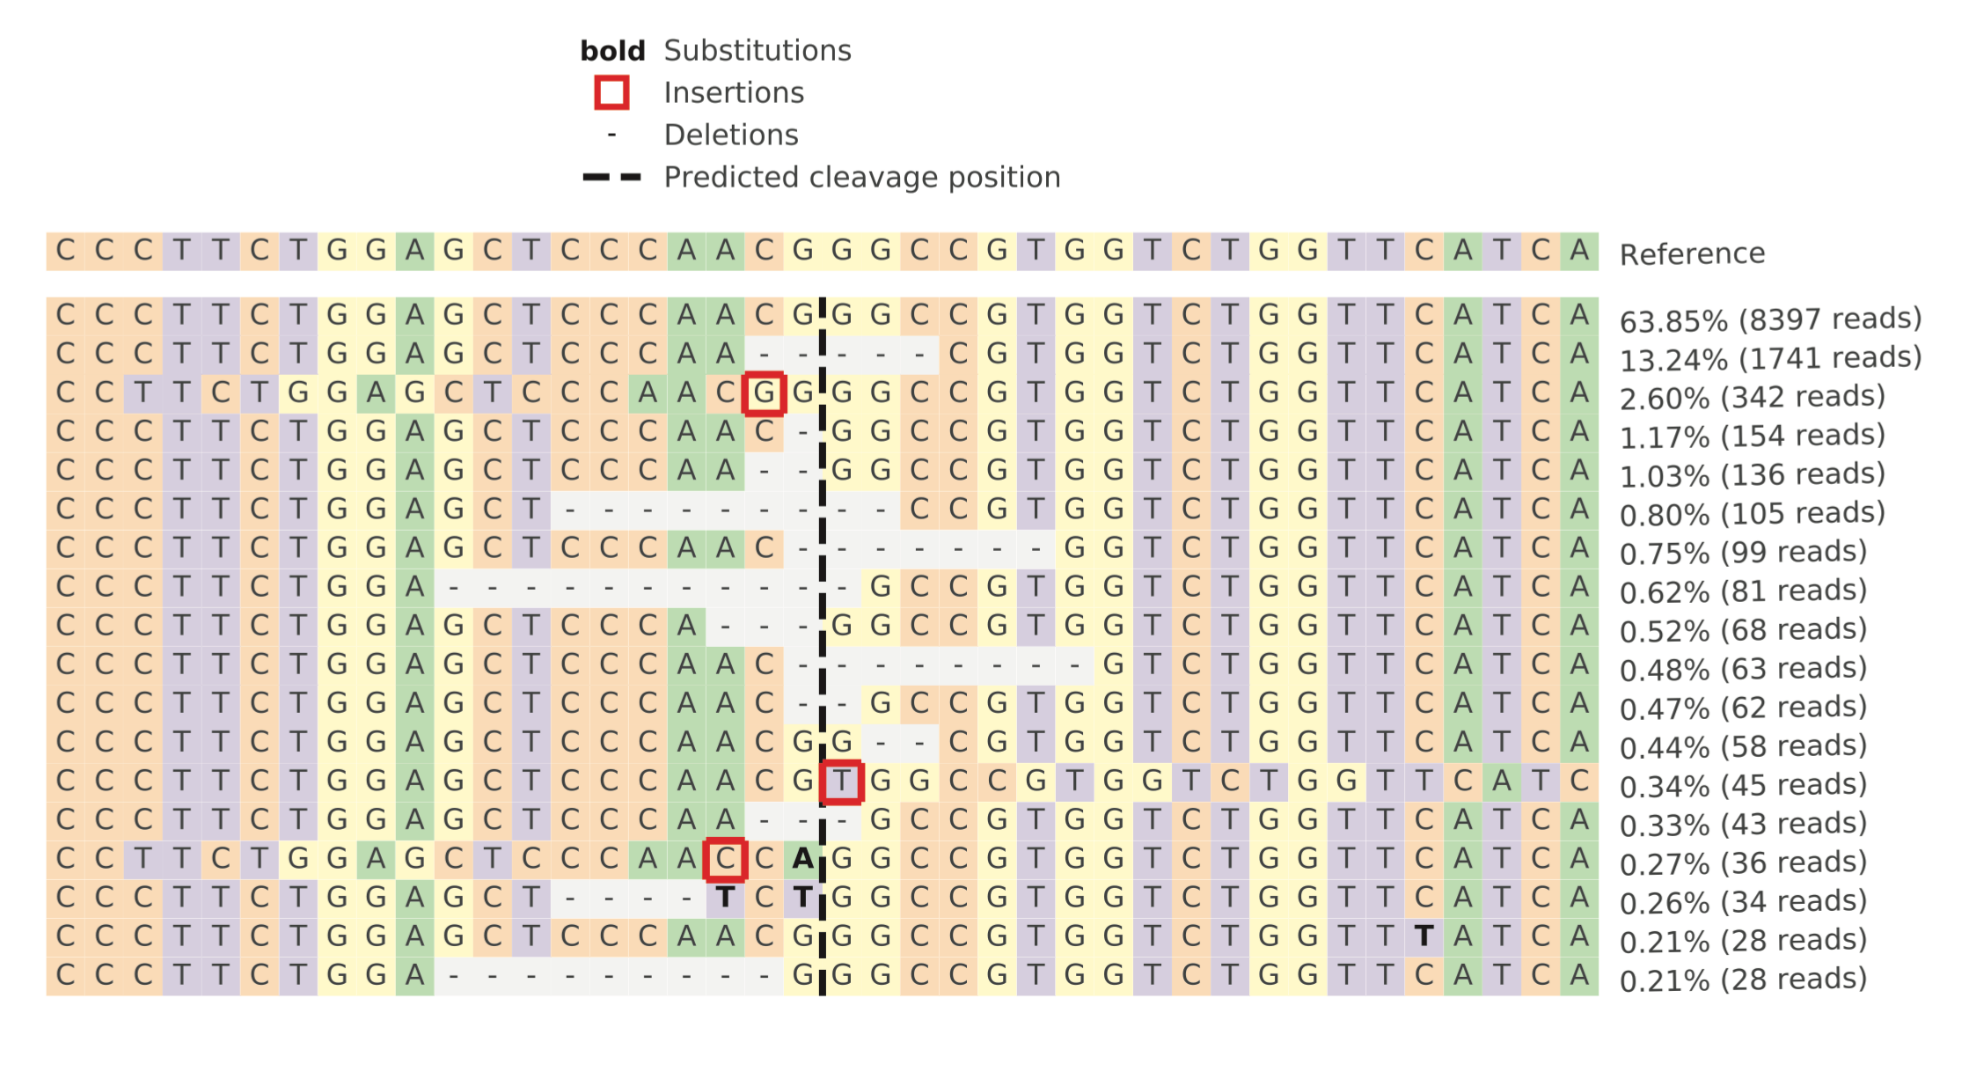 bold Substitutions
Insertions
- Deletions
Predicted cleavage position
C C C T T C T G G A G C T C C C A A C G G G C C G T G G T C T G G T T C A T C A Reference
C C C T T C T G G A G C T C C C A A C G G G C C G T G G T C T G G T T C A T C A 63.85% (8397 reads)
C C C T T C T G G A G C T C C C A A - - - - - C G T G G T C T G G T T C A T C A 13.24% (1741 reads)
C C T T C T G G A G C T C C C A A C G G G G C C G T G G T C T G G T T C A T C A 2.60% (342 reads)
C C C T T C T G G A G C T C C C A A C - G G C C G T G G T C T G G T T C A T C A 1.17% (154 reads)
C C C T T C T G G A G C T C C C A A - - G G C C G T G G T C T G G T T C A T C A 1.03% (136 reads)
C C C T T C T G G A G C T - - - - - - - - - C C G T G G T C T G G T T C A T C A 0.80% (105 reads)
C C C T T C T G G A G C T C C C A A C - - - - - - - G G T C T G G T T C A T C A 0.75% (99 reads)
C C C T T C T G G A - - - - - - - - - - - G C C G T G G T C T G G T T C A T C A 0.62% (81 reads)
C C C T T C T G G A G C T C C C A - - - G G C C G T G G T C T G G T T C A T C A 0.52% (68 reads)
C C C T T C T G G A G C T C C C A A C - - - - - - - - G T C T G G T T C A T C A 0.48% (63 reads)
C C C T T C T G G A G C T C C C A A C - - G C C G T G G T C T G G T T C A T C A 0.47% (62 reads)
C C C T T C T G G A G C T C C C A A C G G - - C G T G G T C T G G T T C A T C A 0.44% (58 reads)
C C C T T C T G G A G C T C C C A A C G T G G C C G T G G T C T G G T T C A T C 0.34% (45 reads)
C C C T T C T G G A G C T C C C A A - - - G C C G T G G T C T G G T T C A T C A 0.33% (43 reads)
C C T T C T G G A G C T C C C A A C C A G G C C G T G G T C T G G T T C A T C A 0.27% (36 reads)
C C C T T C T G G A G C T - - - - T C T G G C C G T G G T C T G G T T C A T C A 0.26% (34 reads)
C C C T T C T G G A G C T C C C A A C G G G C C G T G G T C T G G T T T A T C A 0.21% (28 reads)
C C C T T C T G G A - - - - - - - - - G G G C C G T G G T C T G G T T C A T C A 0.21% (28 reads)